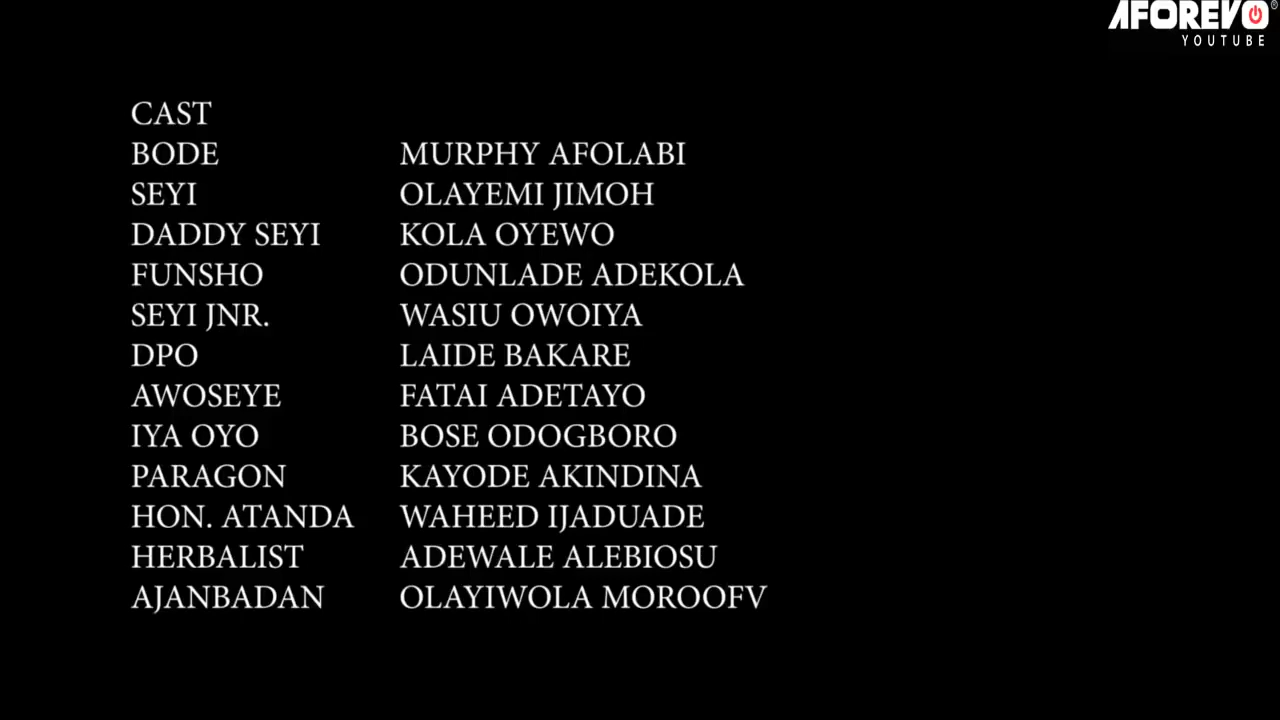 AFOREVO®
YOUTUBE
CAST
BODE MURPHY AFOLABI
SEYI OLAYEMI JIMOH
DADDY SEYI KOLA OYEWO
FUNSHO ODUNLADE ADEKOLA
SEYI JNR. WASIU OWOIYA
DPO LAIDE BAKARE
AWOSEYE FATAI ADETAYO
IYA OYO BOSE ODOGBORO
PARAGON KAYODE AKINDINA
HON. ATANDA WAHEED IJADUADE
HERBALIST ADEWALE ALEBIOSU
AJANBADAN OLAYIWOLA MOROOFV